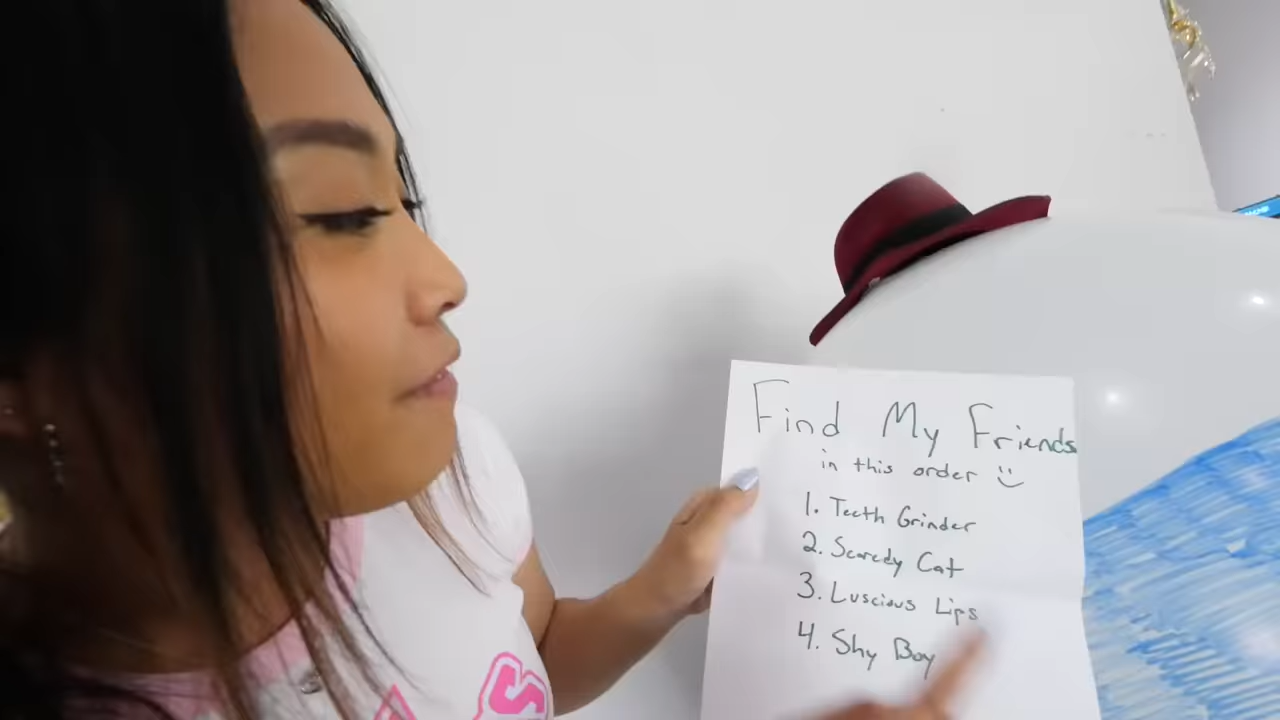 Find My Friends
in this order :)
1. Teeth Grinder
2. Scaredy Cat
3. Luscious Lips
4. Shy Boy
S